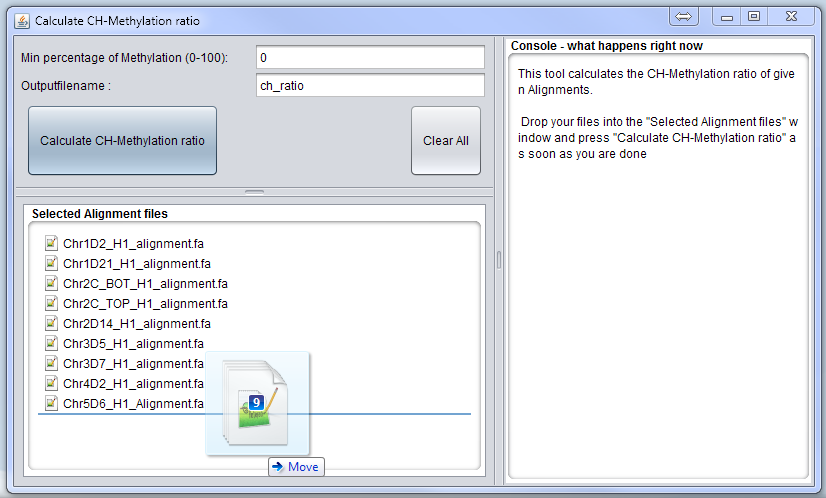 Calculate CH-Methylation ratio
Min percentage of Methylation (0-100):
0
Outputfilename :
ch_ratio
Calculate CH-Methylation ratio
Clear All
Selected Alignment files
Chr1D2_H1_alignment.fa
Chr1D21_H1_alignment.fa
Chr2C_BOT_H1_alignment.fa
Chr2C_TOP_H1_alignment.fa
Chr2D14_H1_alignment.fa
Chr3D5_H1_alignment.fa
Chr3D7_H1_alignment.fa
Chr4D2_H1_alignment.fa
Chr5D6_H1_Alignment.fa
9
Move
Console - what happens right now
This tool calculates the CH-Methylation ratio of give
n Alignments.
Drop your files into the "Selected Alignment files" w
indow and press "Calculate CH-Methylation ratio" a
s soon as you are done